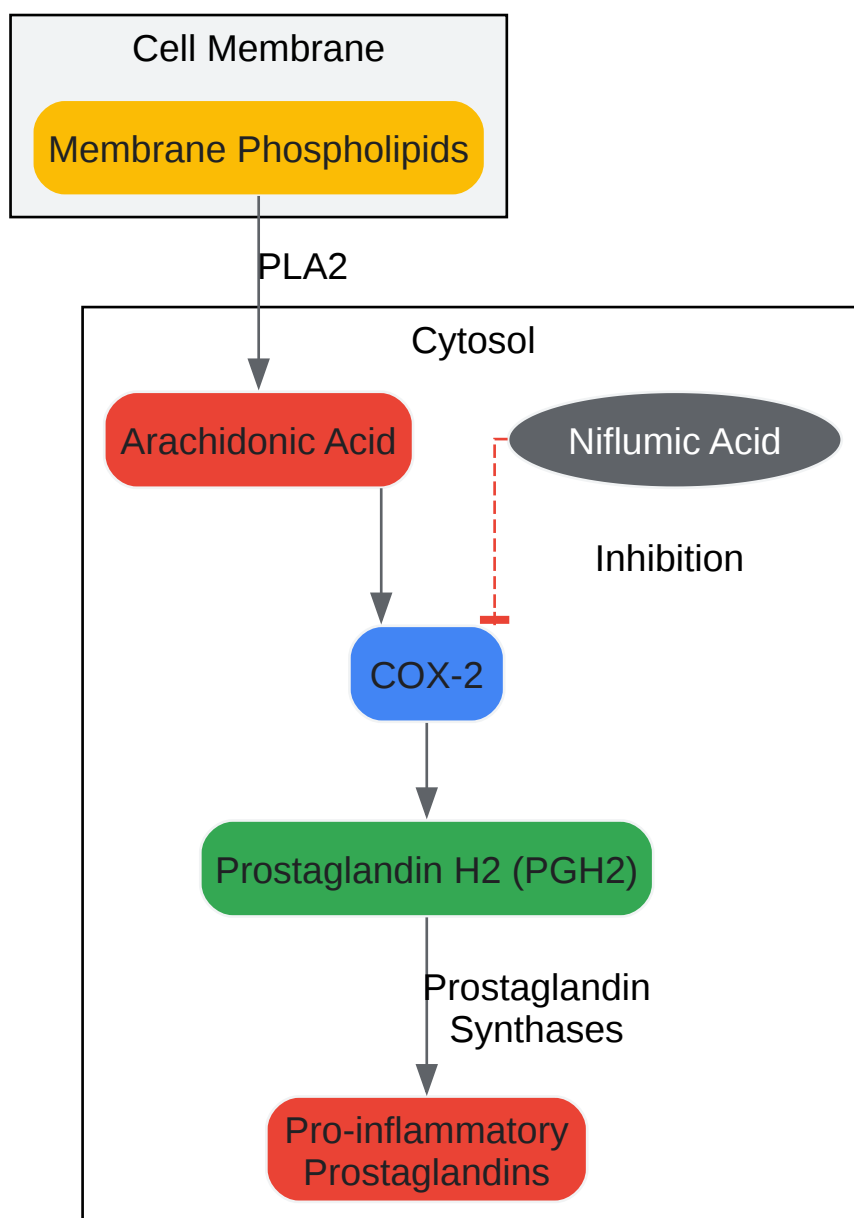 Cell Membrane
Membrane Phospholipids
PLA2
Cytosol
Arachidonic Acid
Niflumic Acid
Inhibition
COX-2
Prostaglandin H2 (PGH2)
Prostaglandin
Synthases
Pro-inflammatory
Prostaglandins